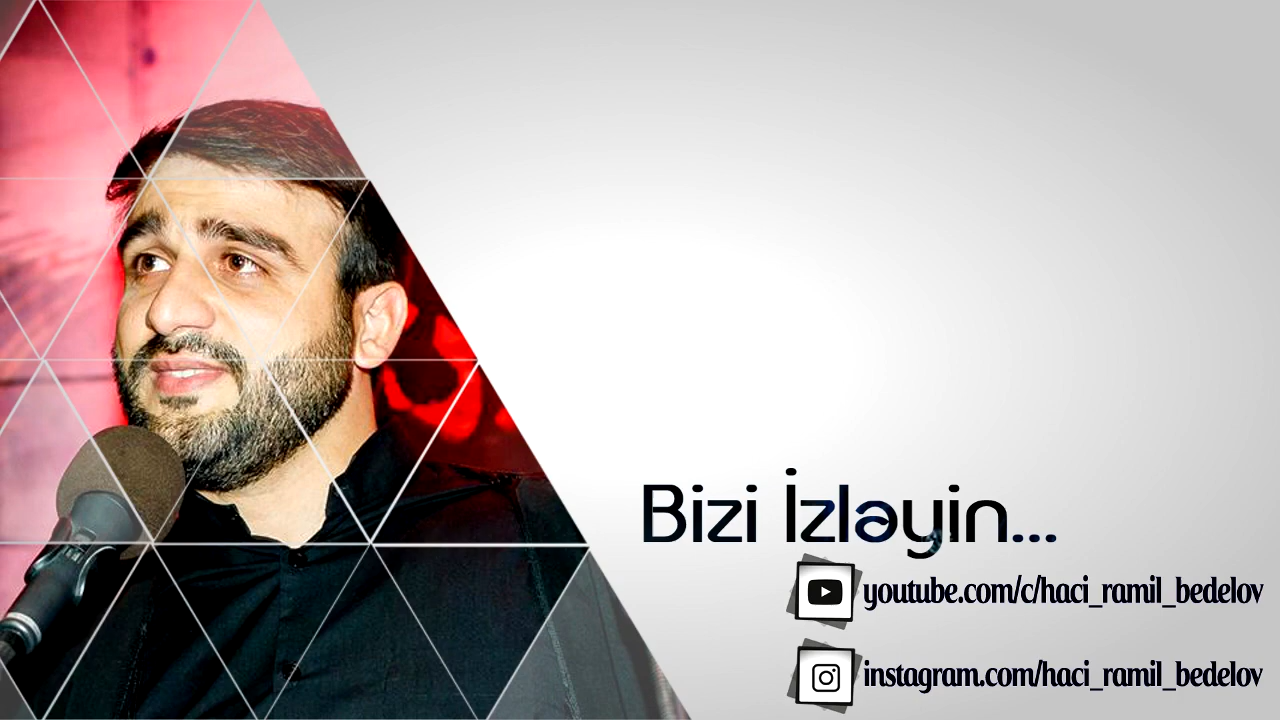 Bizi İzləyin...
youtube.com/c/haci_ramil_bedelov
instagram.com/haci_ramil_bedelov